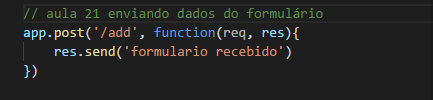 // aula 21 enviando dados do formulário
app.post('/add', function(req, res){
    res.send('formulario recebido')
})